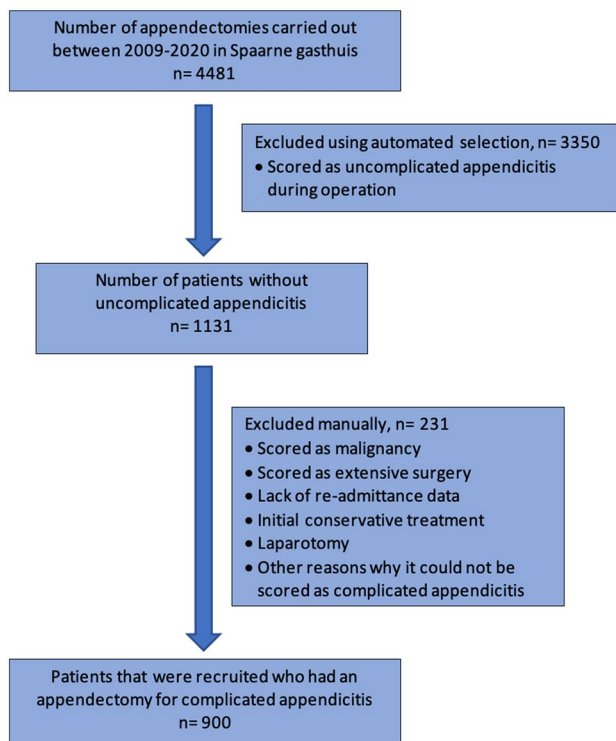 Number of appendectomies carried out
between 2009-2020 in Spaarne gasthuis
n= 4481
Excluded using automated selection, n= 3350
• Scored as uncomplicated appendicitis
during operation
Number of patients without
uncomplicated appendicitis
n= 1131
Excluded manually, n= 231
• Scored as malignancy
• Scored as extensive surgery
• Lack of re-admittance data
• Initial conservative treatment
• Laparotomy
• Other reasons why it could not be
scored as complicated appendicitis
Patients that were recruited who had an
appendectomy for complicated appendicitis
n= 900